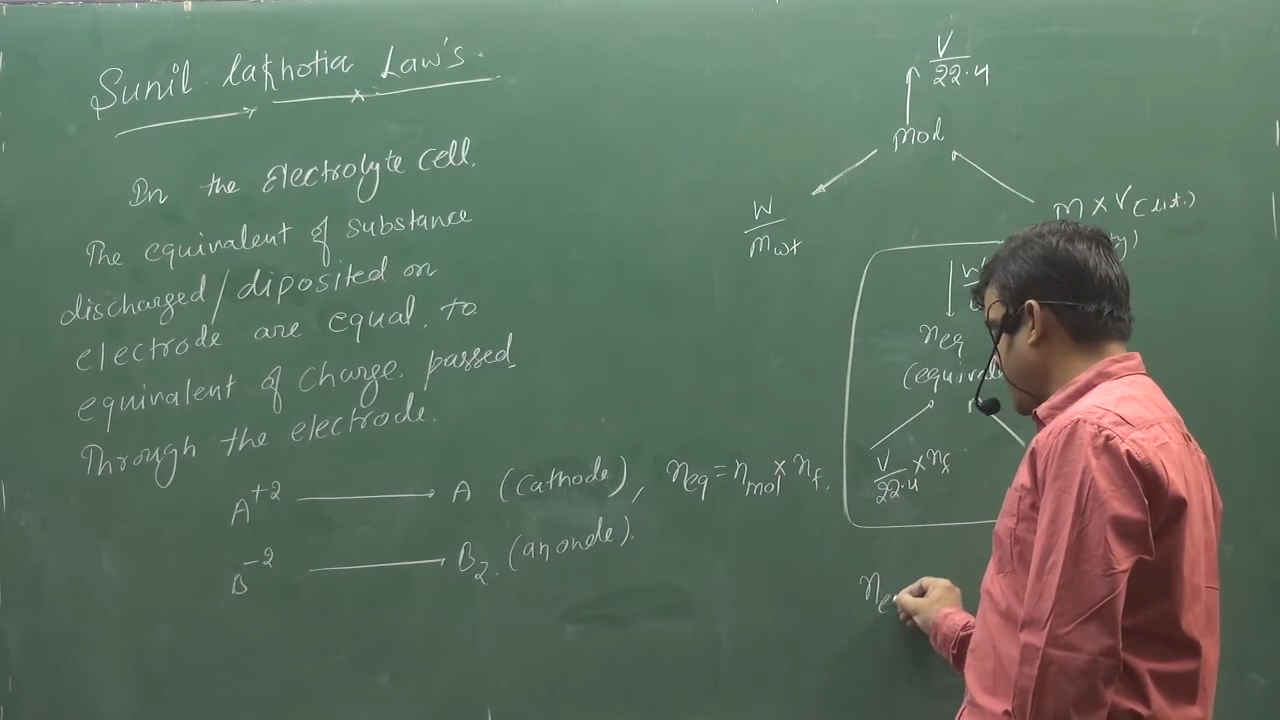 Sunil lakhotia Law's.
In the Electrolyte cell.
The equivalent of substance
discharged/diposited on
electrode are equal. to
equivalent of Charge. passed
Through the electrode.
A+2 → A (Cathode), neq = nmol × nf.
B-2 → B2. (anonde).
V/22.4
mol
W/Mwt
M × V(lit.)
neq
V/22.4 × nf